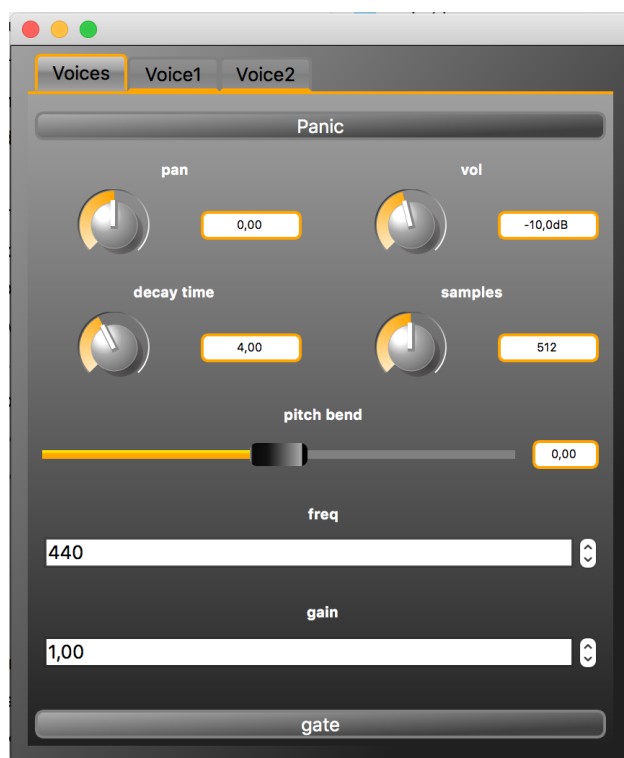 Voices Voice1 Voice2
Panic
pan vol
0,00 -10,0dB
decay time samples
4,00 512
pitch bend
0,00
freq
440
gain
1,00
gate